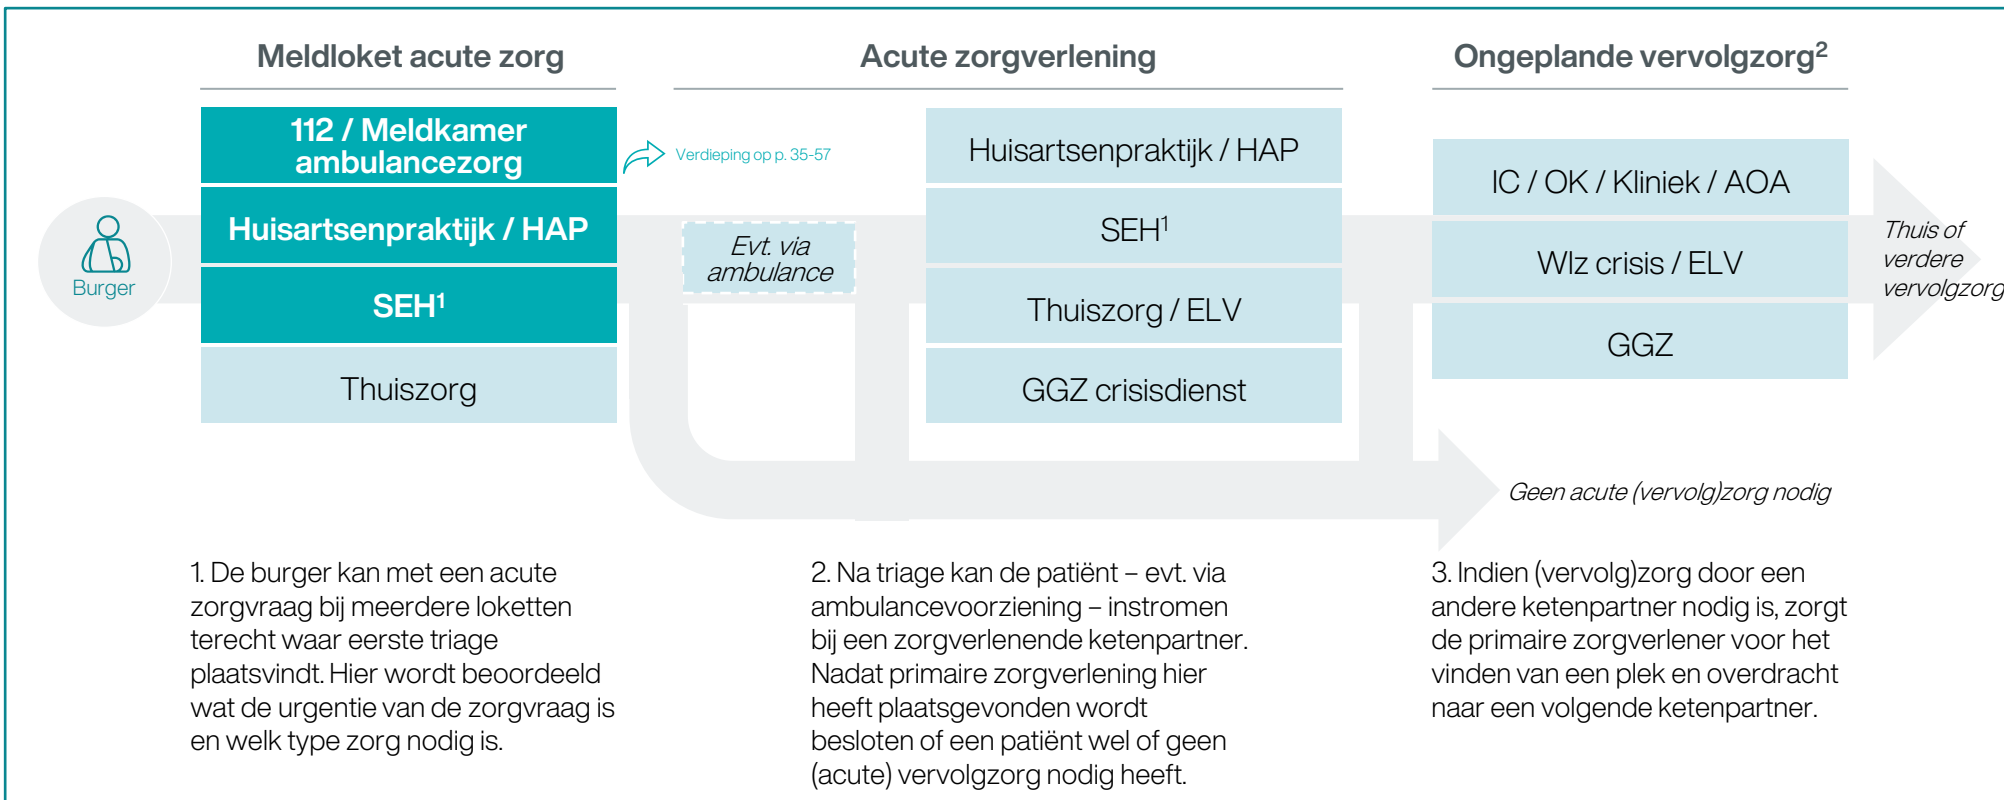 Meldloket acute zorg
Acute zorgverlening
Ongeplande vervolgzorg²
112 / Meldkamer
ambulancezorg
Huisartsenpraktijk / HAP
SEH¹
Thuiszorg
Burger
Verdieping op p. 35-57
Evt. via
ambulance
Huisartsenpraktijk / HAP
SEH¹
Thuiszorg / ELV
GGZ crisisdienst
IC / OK / Kliniek / AOA
Wlz crisis / ELV
GGZ
Thuis of
verdere
vervolgzorg
Geen acute (vervolg)zorg nodig
1. De burger kan met een acute
zorgvraag bij meerdere loketten
terecht waar eerste triage
plaatsvindt. Hier wordt beoordeeld
wat de urgentie van de zorgvraag is
en welk type zorg nodig is.
2. Na triage kan de patiënt – evt. via
ambulancevoorziening – instromen
bij een zorgverlenende ketenpartner.
Nadat primaire zorgverlening hier
heeft plaatsgevonden wordt
besloten of een patiënt wel of geen
(acute) vervolgzorg nodig heeft.
3. Indien (vervolg)zorg door een
andere ketenpartner nodig is, zorgt
de primaire zorgverlener voor het
vinden van een plek en overdracht
naar een volgende ketenpartner.